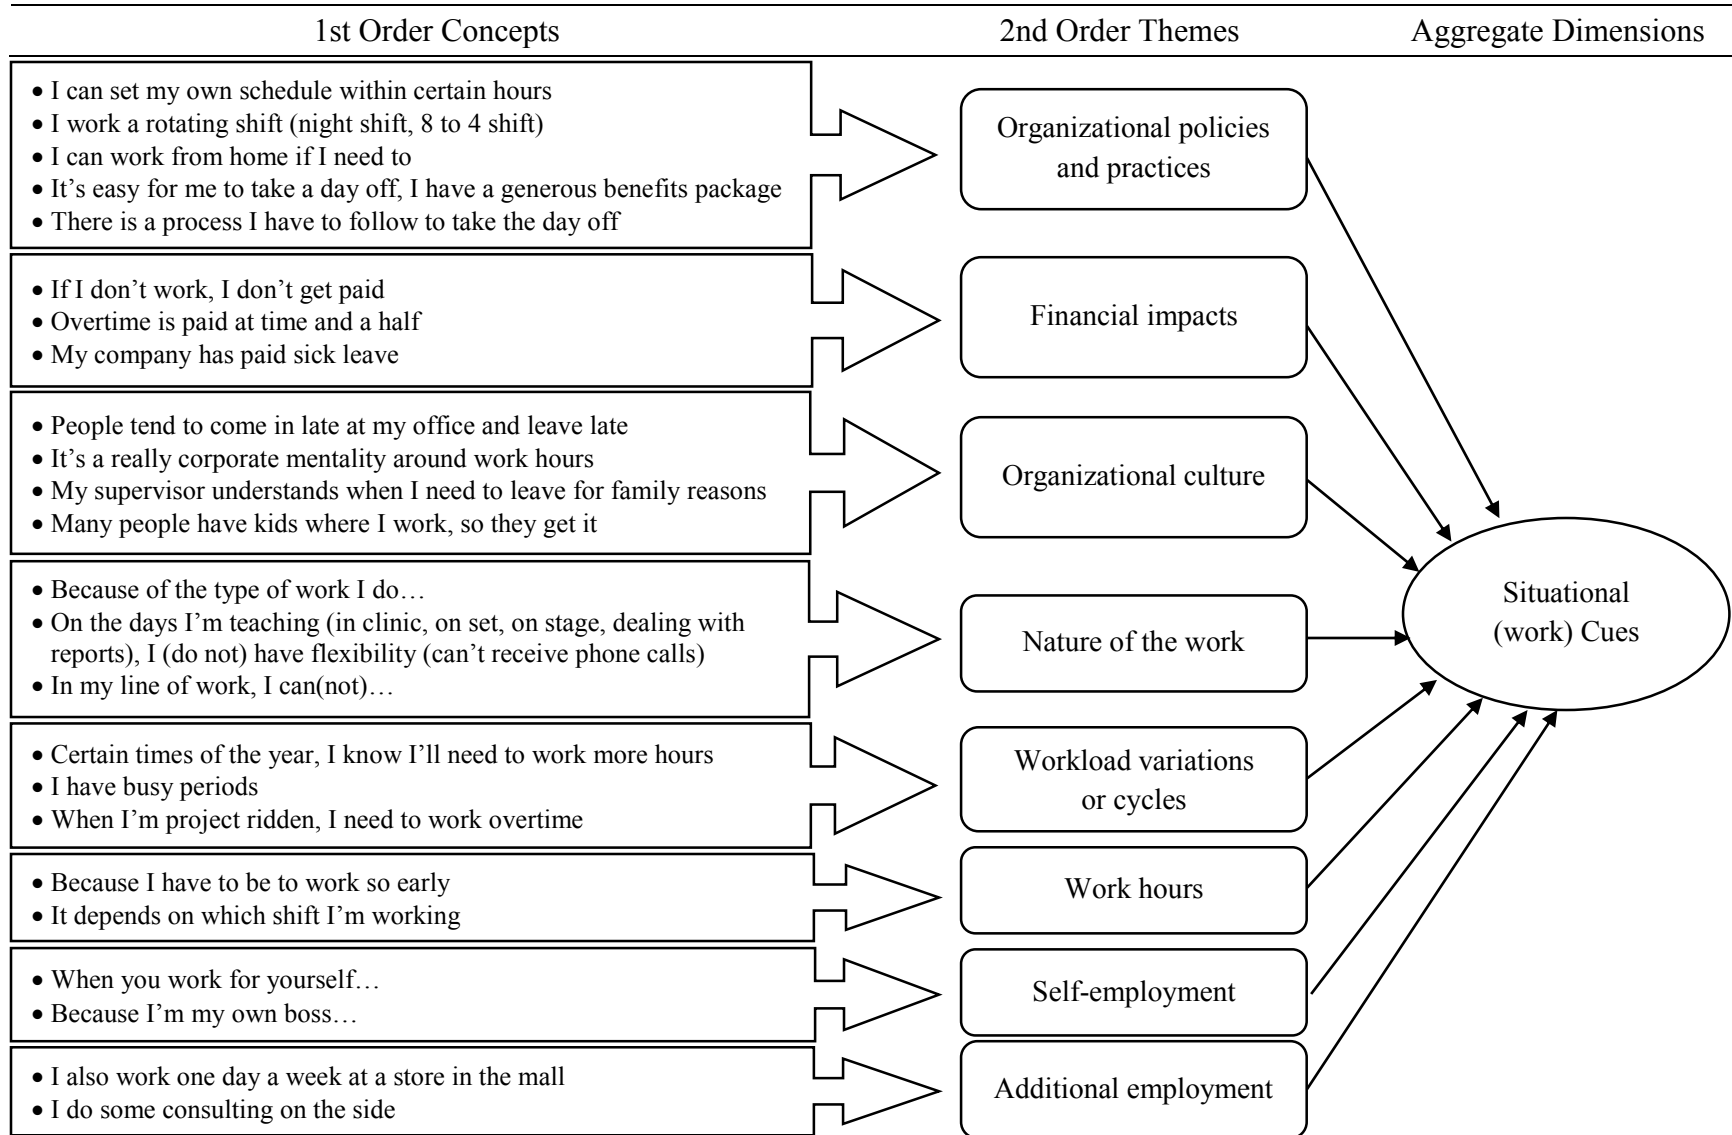 1st Order Concepts
2nd Order Themes
Aggregate Dimensions
• I can set my own schedule within certain hours
• I work a rotating shift (night shift, 8 to 4 shift)
• I can work from home if I need to
• It’s easy for me to take a day off, I have a generous benefits package
• There is a process I have to follow to take the day off
Organizational policies
and practices
• If I don’t work, I don’t get paid
• Overtime is paid at time and a half
• My company has paid sick leave
Financial impacts
• People tend to come in late at my office and leave late
• It’s a really corporate mentality around work hours
• My supervisor understands when I need to leave for family reasons
• Many people have kids where I work, so they get it
Organizational culture
• Because of the type of work I do…
• On the days I’m teaching (in clinic, on set, on stage, dealing with
reports), I (do not) have flexibility (can’t receive phone calls)
• In my line of work, I can(not)…
Nature of the work
• Certain times of the year, I know I’ll need to work more hours
• I have busy periods
• When I’m project ridden, I need to work overtime
Workload variations
or cycles
• Because I have to be to work so early
• It depends on which shift I’m working
Work hours
• When you work for yourself…
• Because I’m my own boss…
Self-employment
• I also work one day a week at a store in the mall
• I do some consulting on the side
Additional employment
Situational
(work) Cues